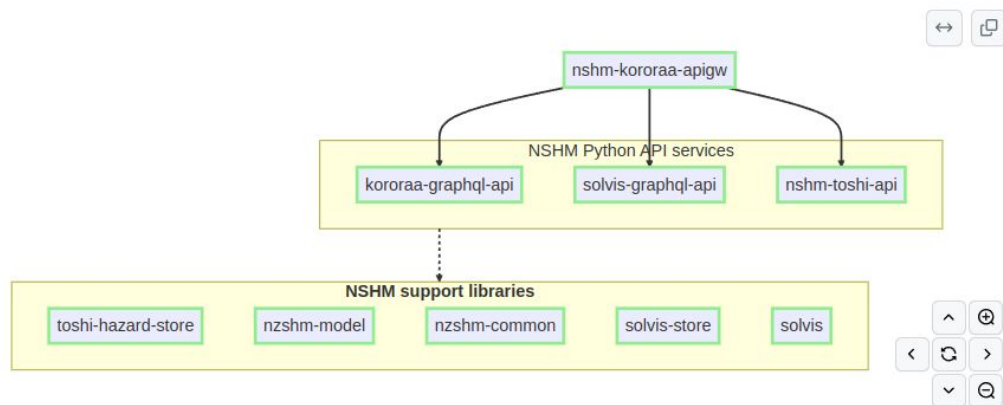 nshm-kororaa-apigw
NSHM Python API services
kororaa-graphql-api
solvis-graphql-api
nshm-toshi-api
NSHM support libraries
toshi-hazard-store
nzshm-model
nzshm-common
solvis-store
solvis